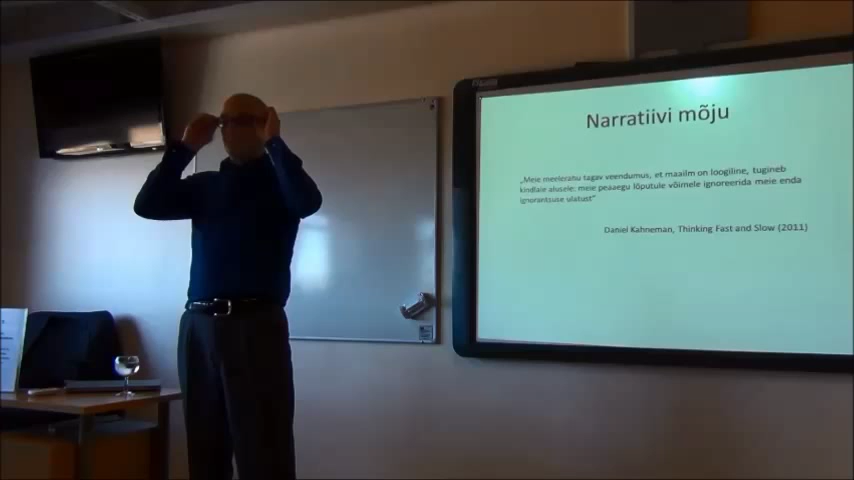 Narratiivi mõju
„Meie meelerahu tagav veendumus, et maailm on loogiline, tugineb
kindlale alusele: meie peaaegu lõputule võimele ignoreerida meie enda
ignorantsuse ulatust“
Daniel Kahneman, Thinking Fast and Slow (2011)